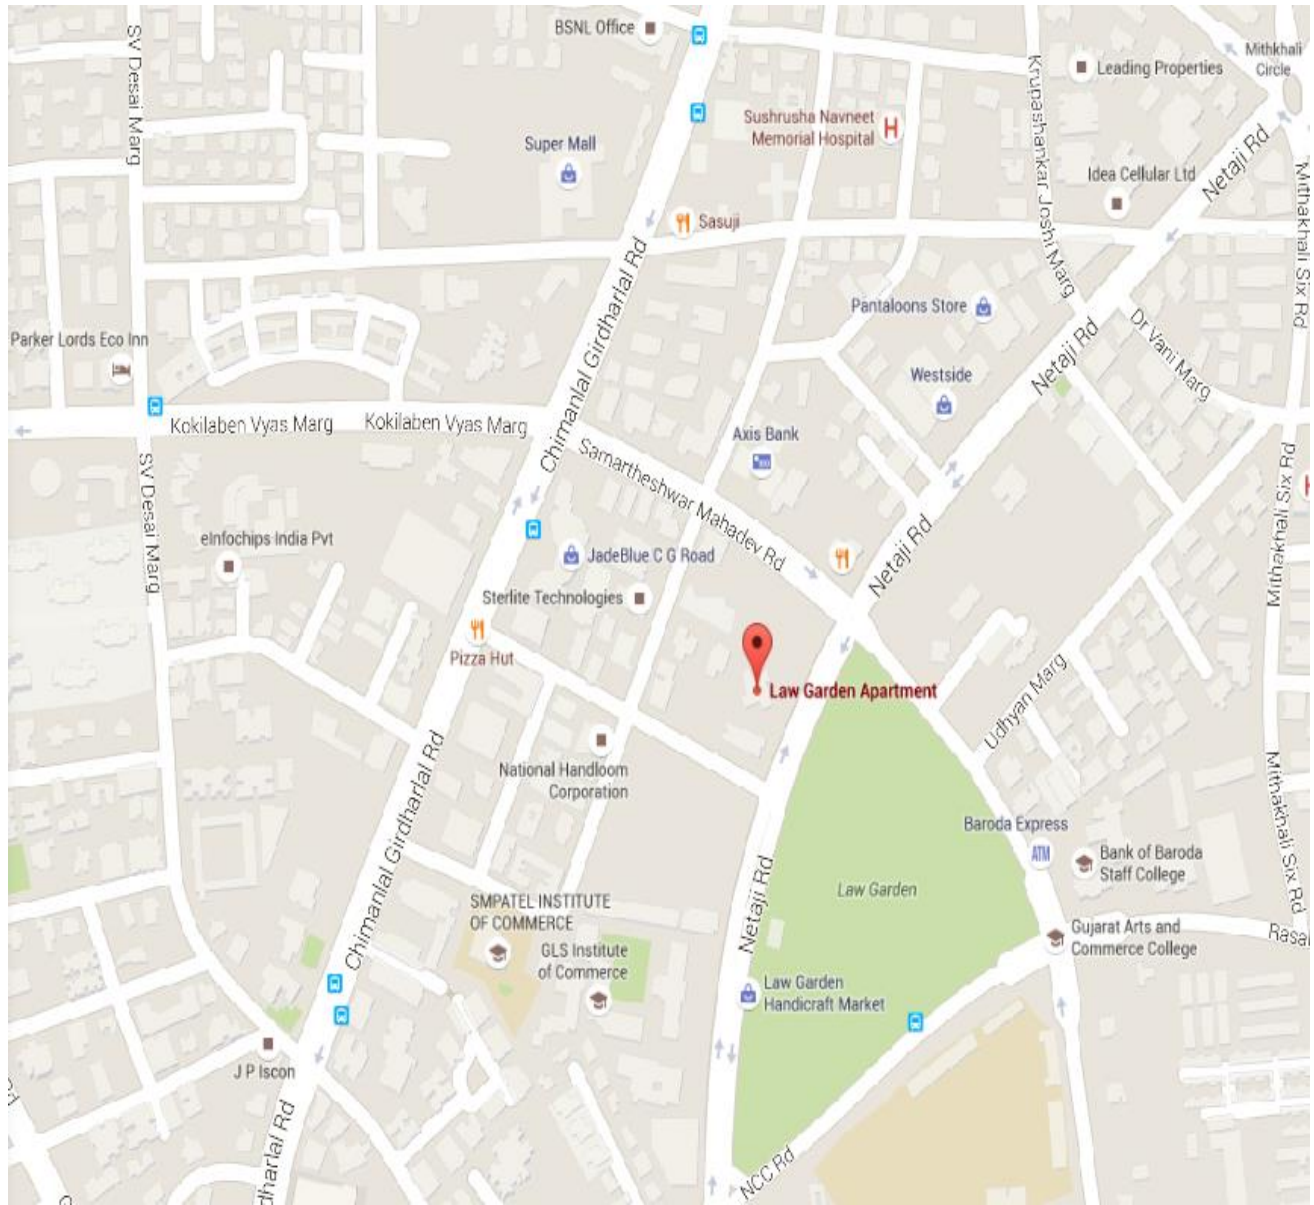 BSNL Office
SV Desai Marg
Krupashankar Joshi Marg
Leading Properties
Mithkhali
Circle
Sushrusha Navneet
Memorial Hospital
H
Super Mall
Idea Cellular Ltd
Netaji Rd
Mithakhali Six Rd
Sasuji
Chimanlal Girdharlal Rd
Pantaloons Store
Dr Vani Marg
Netaji Rd
Parker Lords Eco Inn
Westside
Kokilaben Vyas Marg
Kokilaben Vyas Marg
Axis Bank
Samartheshwar Mahadev Rd
SV Desai Marg
Mithakhali Six Rd
H
eInfochips India Pvt
JadeBlue C G Road
Netaji Rd
Sterlite Technologies
Pizza Hut
Law Garden Apartment
Udhyan Marg
National Handloom
Corporation
Chimanlal Girdharlal Rd
Mithakhali Six Rd
Baroda Express
ATM
Bank of Baroda
Staff College
Law Garden
Netaji Rd
SMPATEL INSTITUTE
OF COMMERCE
GLS Institute
of Commerce
Gujarat Arts and
Commerce College
Rasal
Law Garden
Handicraft Market
J P Iscon
dharlal Rd
NCC Rd